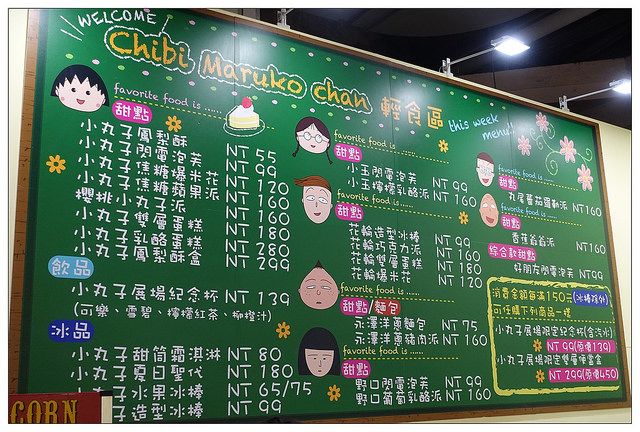 WELCOME
Chibi Maruko chan 輕食區
this week menu
favorite food is ......
甜點
小丸子鳳梨酥 NT 55
小丸子閃電泡芙 NT 99
小丸子焦糖爆米花 NT 120
小丸子焦糖蘋果派 NT 160
櫻桃小丸子派 NT 160
小丸子雙層蛋糕 NT 180
小丸子乳酪蛋糕 NT 280
小丸子鳳梨酥盒 NT 299
飲品
小丸子展場紀念杯 NT 139
(可樂、雪碧、檸檬紅茶、柳橙汁)
冰品
小丸子甜筒霜淇淋 NT 80
小丸子夏日聖代 NT 180
小丸子水果冰棒 NT 65/75
子造型冰棒 NT 99
favorite food is ......
甜點
小玉閃電泡芙 NT 99
小玉檸檬乳酪派 NT 160
favorite food is ......
甜點
花輪造型冰棒 NT 99
花輪巧克力派 NT 160
花輪雙層蛋糕 NT 180
花輪爆米花 NT 120
favorite food is ......
甜點/麵包
永澤洋蔥麵包 NT 75
永澤洋蔥豬肉派 NT 160
favorite food is ......
甜點
野口閃電泡芙 NT 99
野口葡萄乳酪派 NT 160
favorite food is ......
甜點
丸尾蕃茄羅勒派 NT 160
favorite food is ......
甜點
香蕉爺爺派 NT 160
综合款甜點
好朋友閃電泡芙 NT 99
消費金額每滿150元(冰棒除外)
可任購下列商品一樣
小丸子展場限定紀念杯(含汽水)
NT 99(原價139)
小丸子展場限定雙層便當盒
NT 299(原價450)
CORN